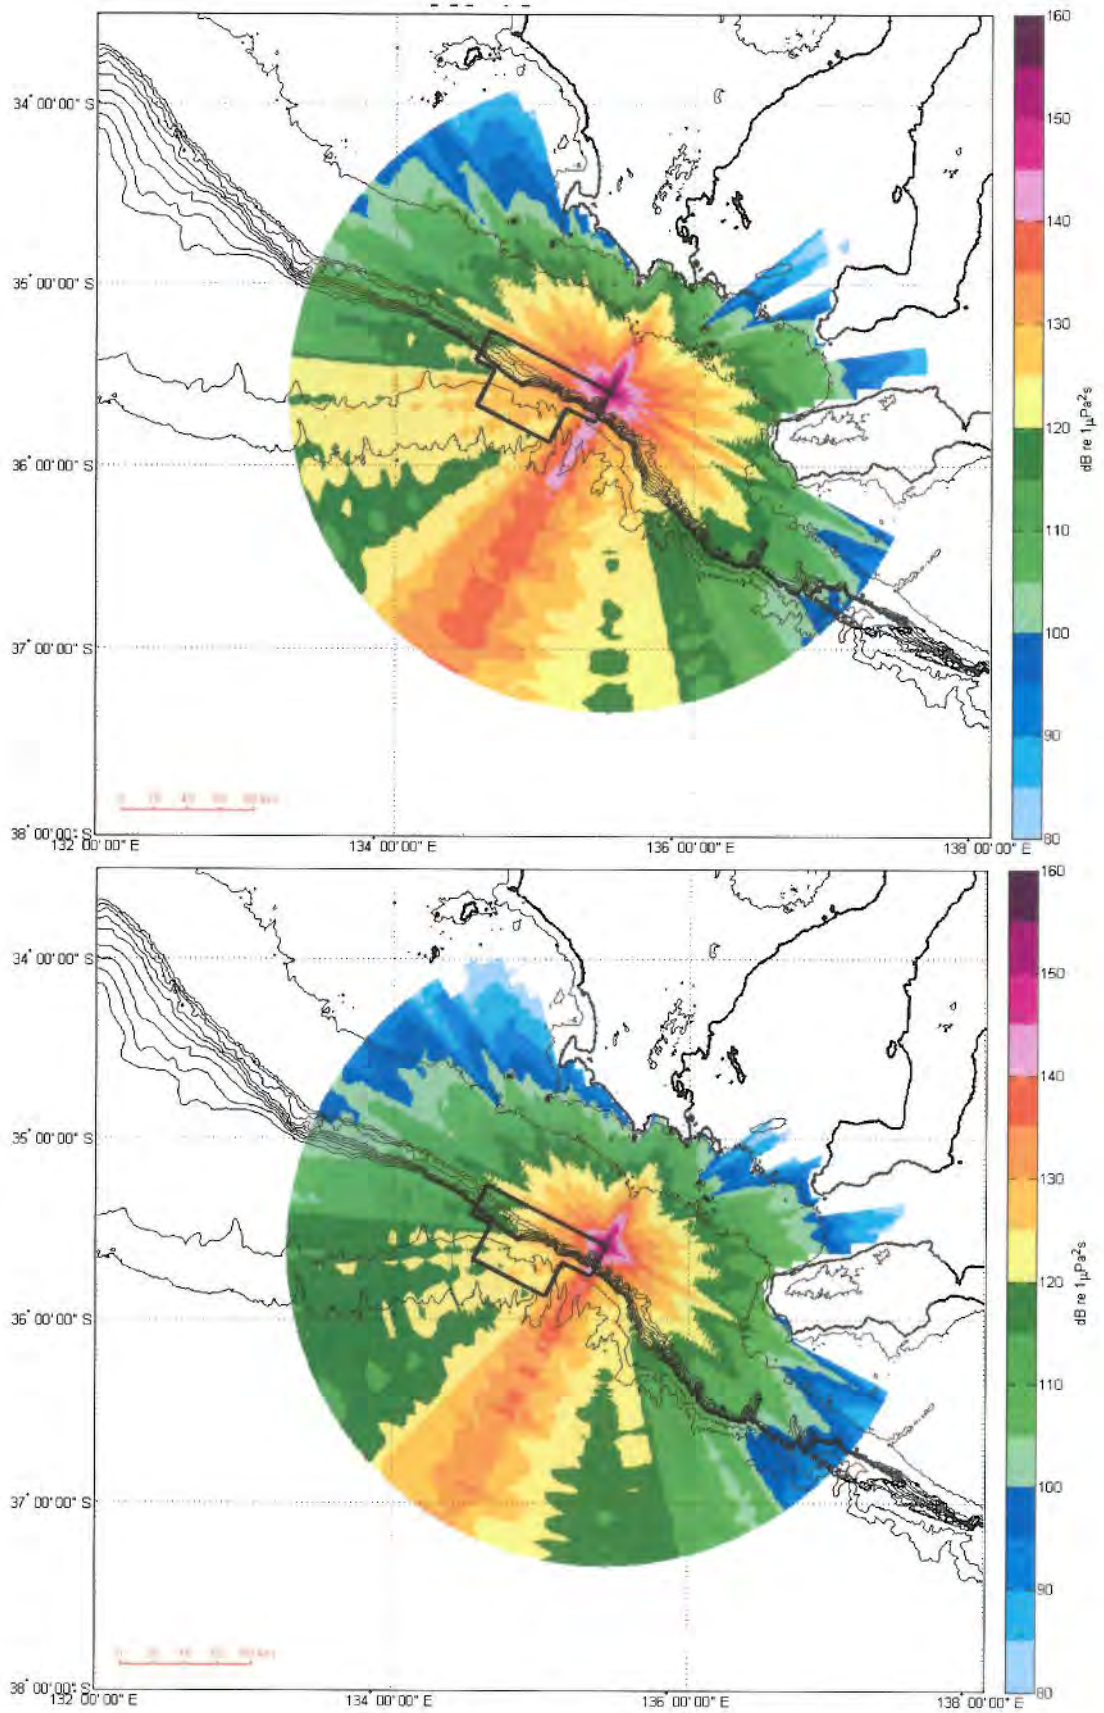 160
34° 00' 00" S
150
140
35° 00' 00" S
130
120
dB re 1μPa²s
36° 00' 00" S
110
100
37° 00' 00" S
90
38° 00' 00" S
80
132° 00' 00" E
134° 00' 00" E
136° 00' 00" E
138° 00' 00" E
160
34° 00' 00" S
150
140
35° 00' 00" S
130
120
dB re 1μPa²s
36° 00' 00" S
110
100
37° 00' 00" S
90
38° 00' 00" S
80
132° 00' 00" E
134° 00' 00" E
136° 00' 00" E
138° 00' 00" E